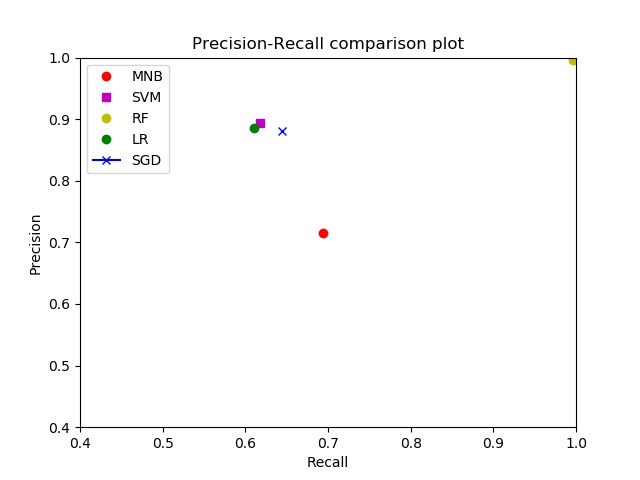 Precision-Recall comparison plot
1.0
0.9
0.8
0.7
0.6
0.5
0.4
Precision
MNB
SVM
RF
LR
SGD
0.4 0.5 0.6 0.7 0.8 0.9 1.0
Recall